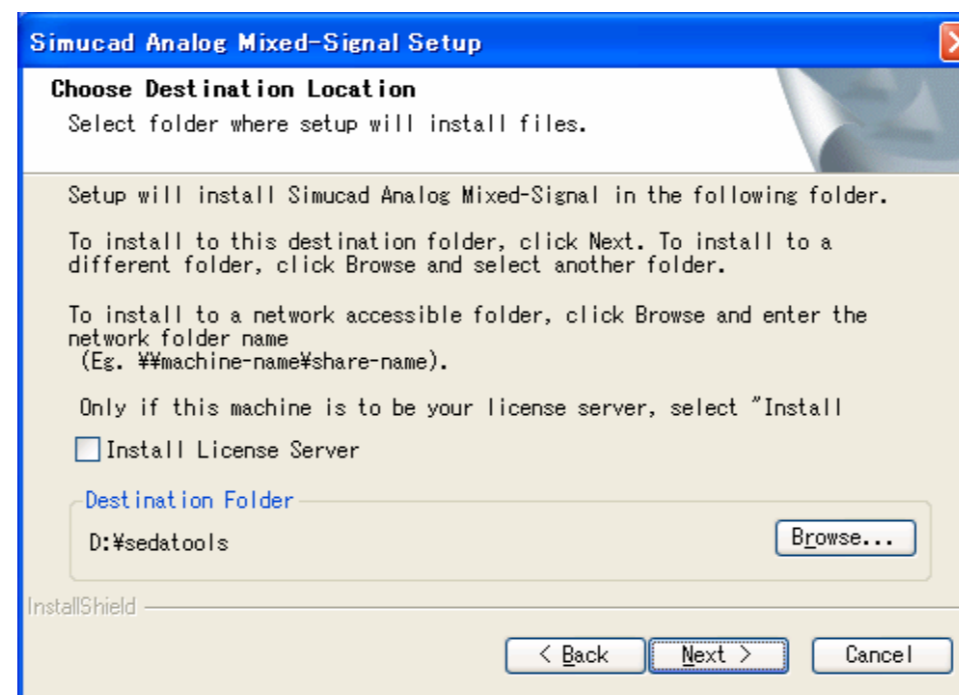 Simucad Analog Mixed-Signal Setup
Choose Destination Location
Select folder where setup will install files.
Setup will install Simucad Analog Mixed-Signal in the following folder.
To install to this destination folder, click Next. To install to a
different folder, click Browse and select another folder.
To install to a network accessible folder, click Browse and enter the
network folder name
(Eg. ¥¥machine-name¥share-name).
Only if this machine is to be your license server, select "Install
Install License Server
Destination Folder
D:¥sedatools
Browse...
InstallShield
< Back
Next >
Cancel